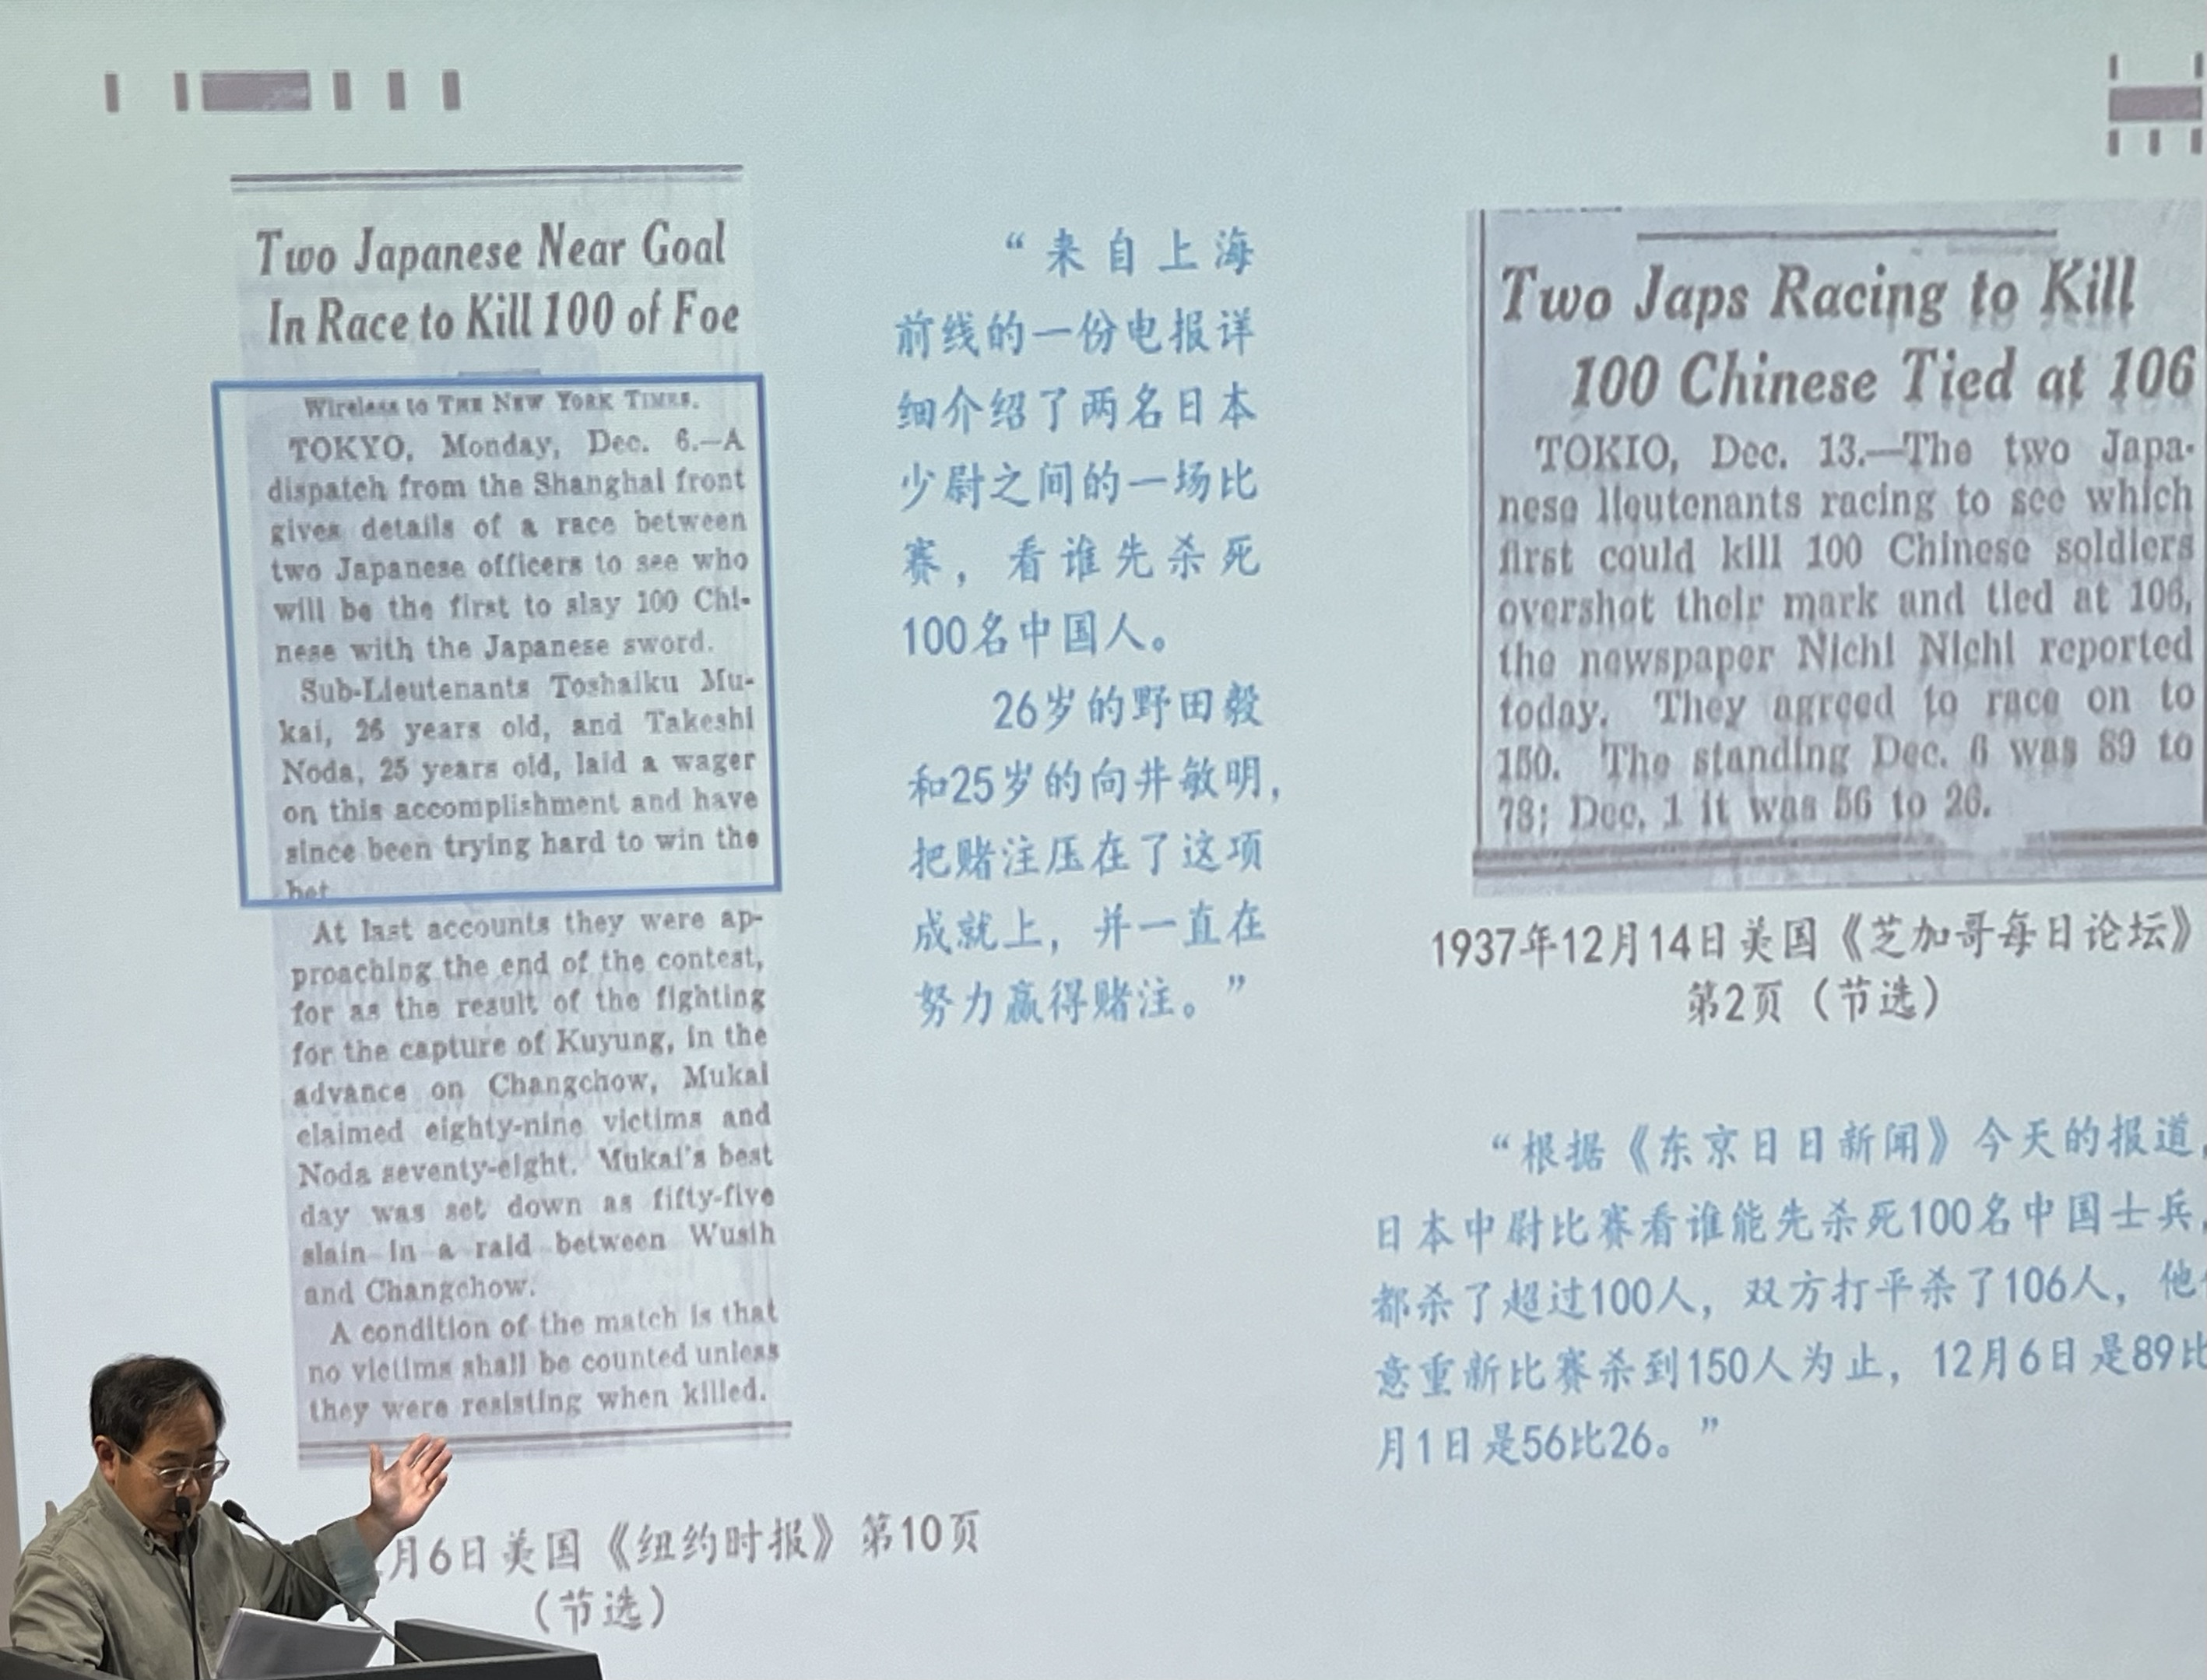 Two Japanese Near Goal
In Race to Kill 100 of Foe
Wireless to THE NEW YORK TIMES.
TOKYO, Monday, Dec. 6.—A
dispatch from the Shanghai front
gives details of a race between
two Japanese officers to see who
will be the first to slay 100 Chi-
nese with the Japanese sword.
Sub-Lieutenants Toshaiku Mu-
kai, 26 years old, and Takeshi
Noda, 25 years old, laid a wager
on this accomplishment and have
since been trying hard to win the
bet
At last accounts they were ap-
proaching the end of the contest,
for as the result of the fighting
for the capture of Kuyung, in the
advance on Changchow, Mukai
claimed eighty-nine victims and
Noda seventy-eight. Mukai's best
day was set down as fifty-five
slain in a raid between Wusih
and Changchow.
A condition of the match is that
no victims shall be counted unless
they were resisting when killed.
月6日美国《纽约时报》第10页
（节选）
“来自上海
前线的一份电报详
细介绍了两名日本
少尉之间的一场比
赛，看谁先杀死
100名中国人。
26岁的野田毅
和25岁的向井敏明，
把赌注压在了这项
成就上，并一直在
努力赢得赌注。”
Two Japs Racing to Kill
100 Chinese Tied at 106
TOKIO, Dec. 13.—The two Japa-
nese lieutenants racing to see which
first could kill 100 Chinese soldiers
overshot their mark and tied at 106,
the newspaper Nichi Nichi reported
today. They agreed to race on to
150. The standing Dec. 6 was 89 to
78; Dec. 1 it was 56 to 26.
1937年12月14日美国《芝加哥每日论坛》
第2页（节选）
“根据《东京日日新闻》今天的报道，
日本中尉比赛看谁能先杀死100名中国士兵，
都杀了超过100人，双方打平杀了106人，他
意重新比赛杀到150人为止，12月6日是89比
月1日是56比26。”